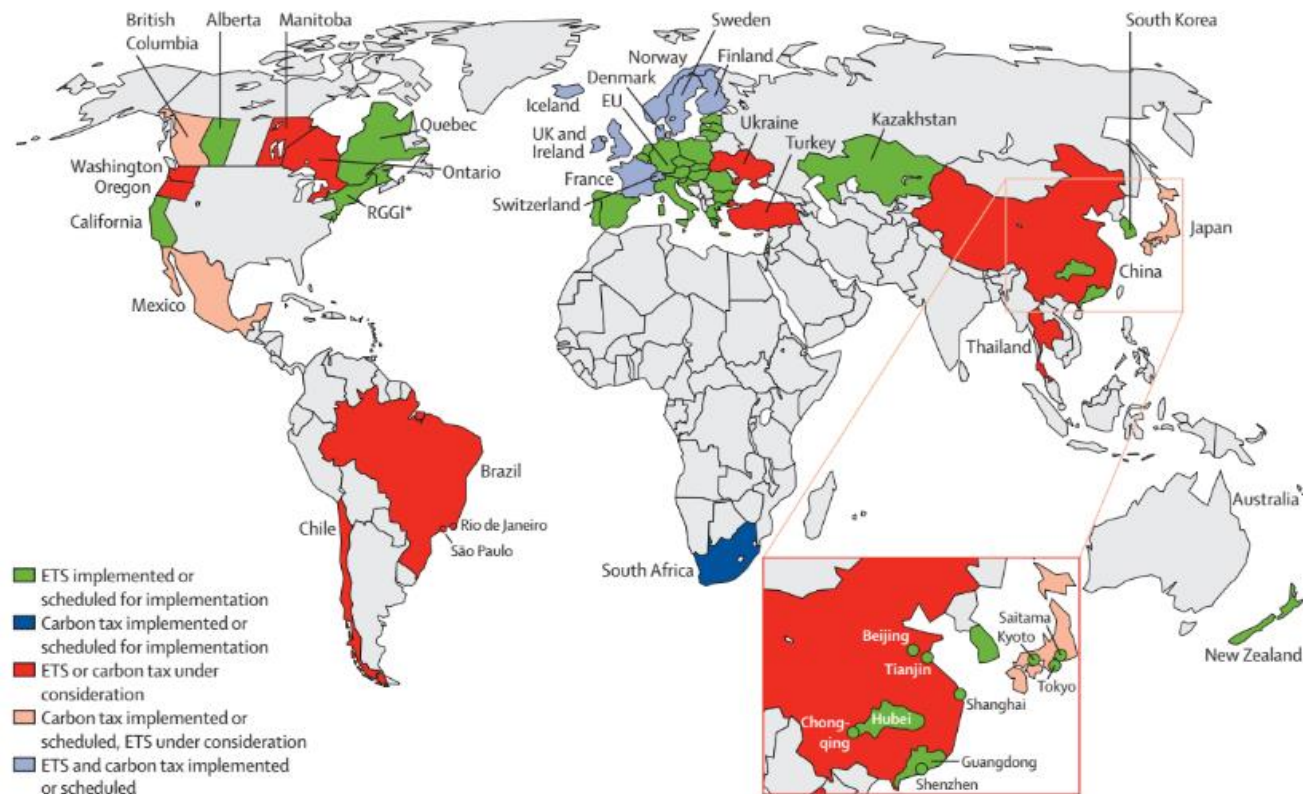 British
Columbia
Alberta
Manitoba
Sweden
South Korea
Norway
Finland
Denmark
EU
Iceland
Quebec
Ukraine
Kazakhstan
UK and
Ireland
Turkey
Washington
Oregon
Ontario
France
RGGI*
Switzerland
California
Japan
China
Mexico
Thailand
Brazil
Australia
Chile
Rio de Janeiro
São Paulo
South Africa
ETS implemented or
scheduled for implementation
Carbon tax implemented or
scheduled for implementation
ETS or carbon tax under
consideration
Carbon tax implemented or
scheduled, ETS under consideration
ETS and carbon tax implemented
or scheduled
Saitama
Beijing
Kyoto
Tianjin
Tokyo
New Zealand
Shanghai
Hubei
Chong-
qing
Guangdong
Shenzhen